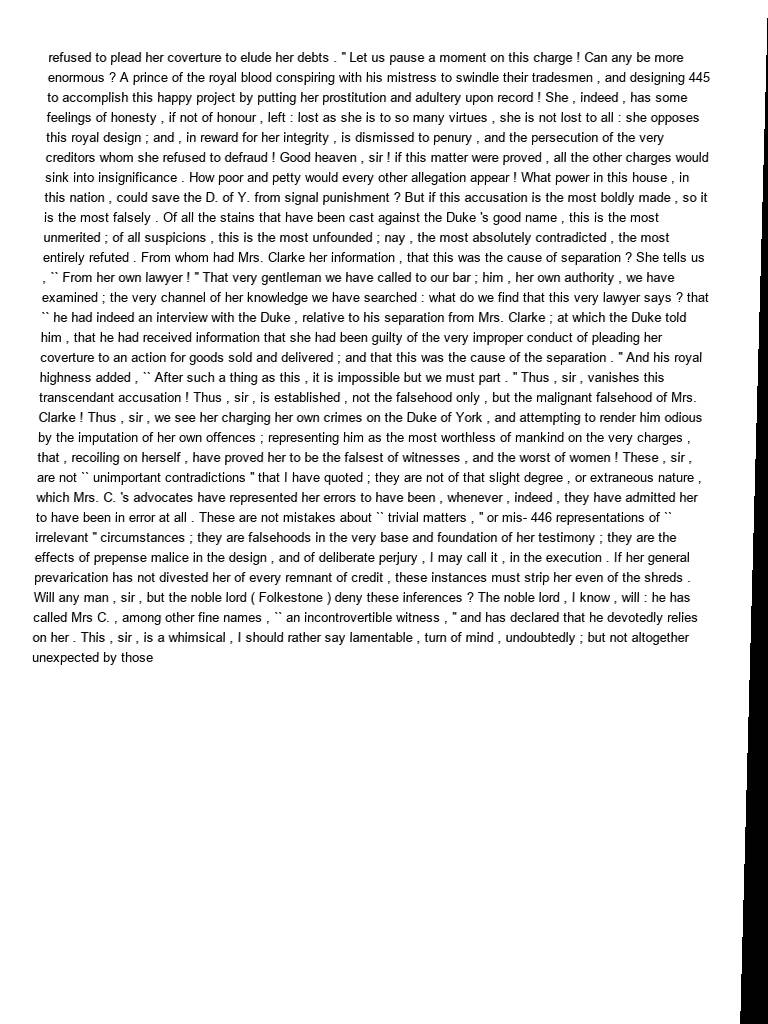 refused to plead her coverture to elude her debts . " Let us pause a moment on this charge ! Can any be more
enormous ? A prince of the royal blood conspiring with his mistress to swindle their tradesmen , and designing 445
to accomplish this happy project by putting her prostitution and adultery upon record ! She , indeed , has some
feelings of honesty , if not of honour , left : lost as she is to so many virtues , she is not lost to all : she opposes
this royal design ; and , in reward for her integrity , is dismissed to penury , and the persecution of the very
creditors whom she refused to defraud ! Good heaven , sir ! if this matter were proved , all the other charges would
sink into insignificance . How poor and petty would every other allegation appear ! What power in this house , in
this nation , could save the D. of Y. from signal punishment ? But if this accusation is the most boldly made , so it
is the most falsely . Of all the stains that have been cast against the Duke 's good name , this is the most
unmerited ; of all suspicions , this is the most unfounded ; nay , the most absolutely contradicted , the most
entirely refuted . From whom had Mrs. Clarke her information , that this was the cause of separation ? She tells us
, `` From her own lawyer ! " That very gentleman we have called to our bar ; him , her own authority , we have
examined ; the very channel of her knowledge we have searched : what do we find that this very lawyer says ? that
`` he had indeed an interview with the Duke , relative to his separation from Mrs. Clarke ; at which the Duke told
him , that he had received information that she had been guilty of the very improper conduct of pleading her
coverture to an action for goods sold and delivered ; and that this was the cause of the separation . " And his royal
highness added , `` After such a thing as this , it is impossible but we must part . " Thus , sir , vanishes this
transcendant accusation ! Thus , sir , is established , not the falsehood only , but the malignant falsehood of Mrs.
Clarke ! Thus , sir , we see her charging her own crimes on the Duke of York , and attempting to render him odious
by the imputation of her own offences ; representing him as the most worthless of mankind on the very charges ,
that , recoiling on herself , have proved her to be the falsest of witnesses , and the worst of women ! These , sir ,
are not `` unimportant contradictions " that I have quoted ; they are not of that slight degree , or extraneous nature ,
which Mrs. C. 's advocates have represented her errors to have been , whenever , indeed , they have admitted her
to have been in error at all . These are not mistakes about `` trivial matters , " or mis- 446 representations of ``
irrelevant " circumstances ; they are falsehoods in the very base and foundation of her testimony ; they are the
effects of prepense malice in the design , and of deliberate perjury , I may call it , in the execution . If her general
prevarication has not divested her of every remnant of credit , these instances must strip her even of the shreds .
Will any man , sir , but the noble lord ( Folkestone ) deny these inferences ? The noble lord , I know , will : he has
called Mrs C. , among other fine names , `` an incontrovertible witness , " and has declared that he devotedly relies
on her . This , sir , is a whimsical , I should rather say lamentable , turn of mind , undoubtedly ; but not altogether
unexpected by those